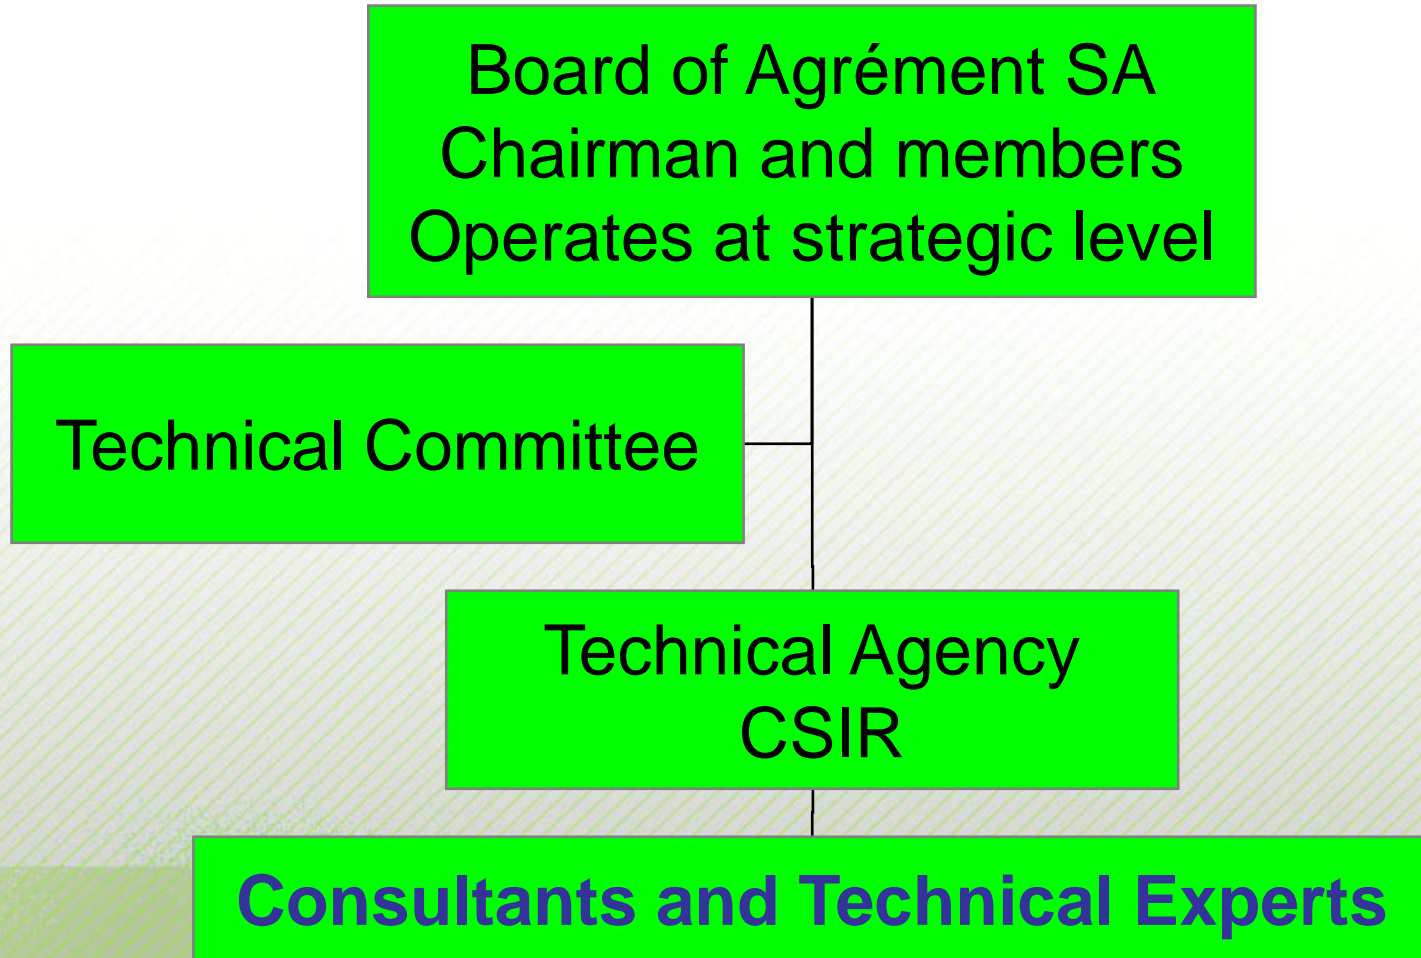 Board of Agrément SA
Chairman and members
Operates at strategic level
Technical Committee
Technical Agency
CSIR
Consultants and Technical Experts